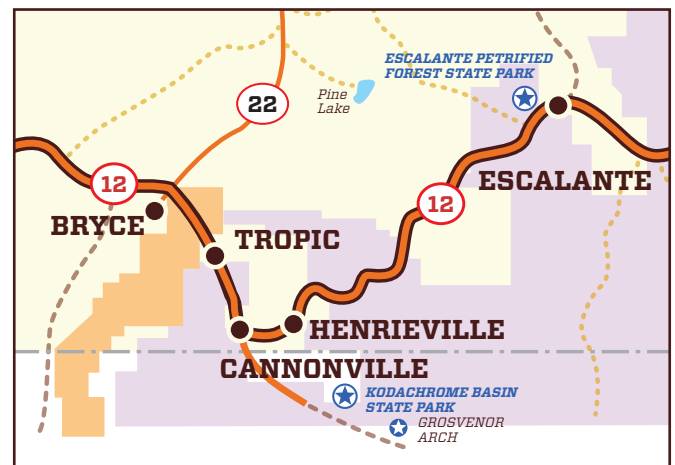 ESCALANTE PETRIFIED
FOREST STATE PARK
22
Pine
Lake
12
ESCALANTE
12
BRYCE
TROPIC
HENRIEVILLE
CANNONVILLE
KODACHROME BASIN
STATE PARK
GROSVENOR
ARCH